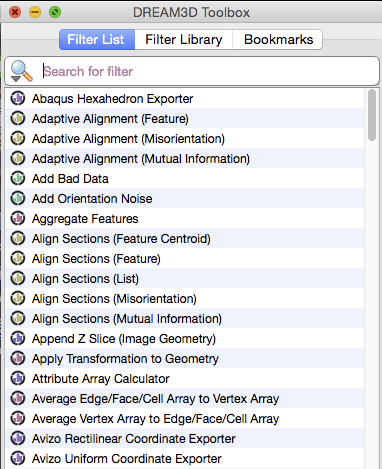 DREAM3D Toolbox
Filter List Filter Library Bookmarks
Search for filter
Abaqus Hexahedron Exporter
Adaptive Alignment (Feature)
Adaptive Alignment (Misorientation)
Adaptive Alignment (Mutual Information)
Add Bad Data
Add Orientation Noise
Aggregate Features
Align Sections (Feature Centroid)
Align Sections (Feature)
Align Sections (List)
Align Sections (Misorientation)
Align Sections (Mutual Information)
Append Z Slice (Image Geometry)
Apply Transformation to Geometry
Attribute Array Calculator
Average Edge/Face/Cell Array to Vertex Array
Average Vertex Array to Edge/Face/Cell Array
Avizo Rectilinear Coordinate Exporter
Avizo Uniform Coordinate Exporter